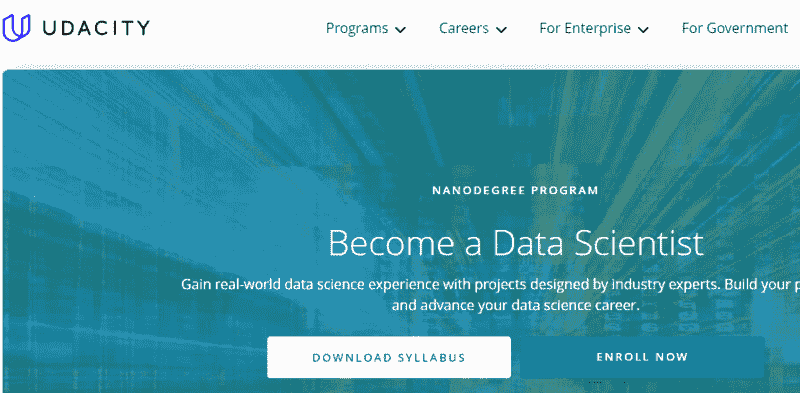 UDACITY
Programs
Careers
For Enterprise
For Government
NANODEGREE PROGRAM
Become a Data Scientist
Gain real-world data science experience with projects designed by industry experts. Build your p
and advance your data science career.
DOWNLOAD SYLLABUS
ENROLL NOW